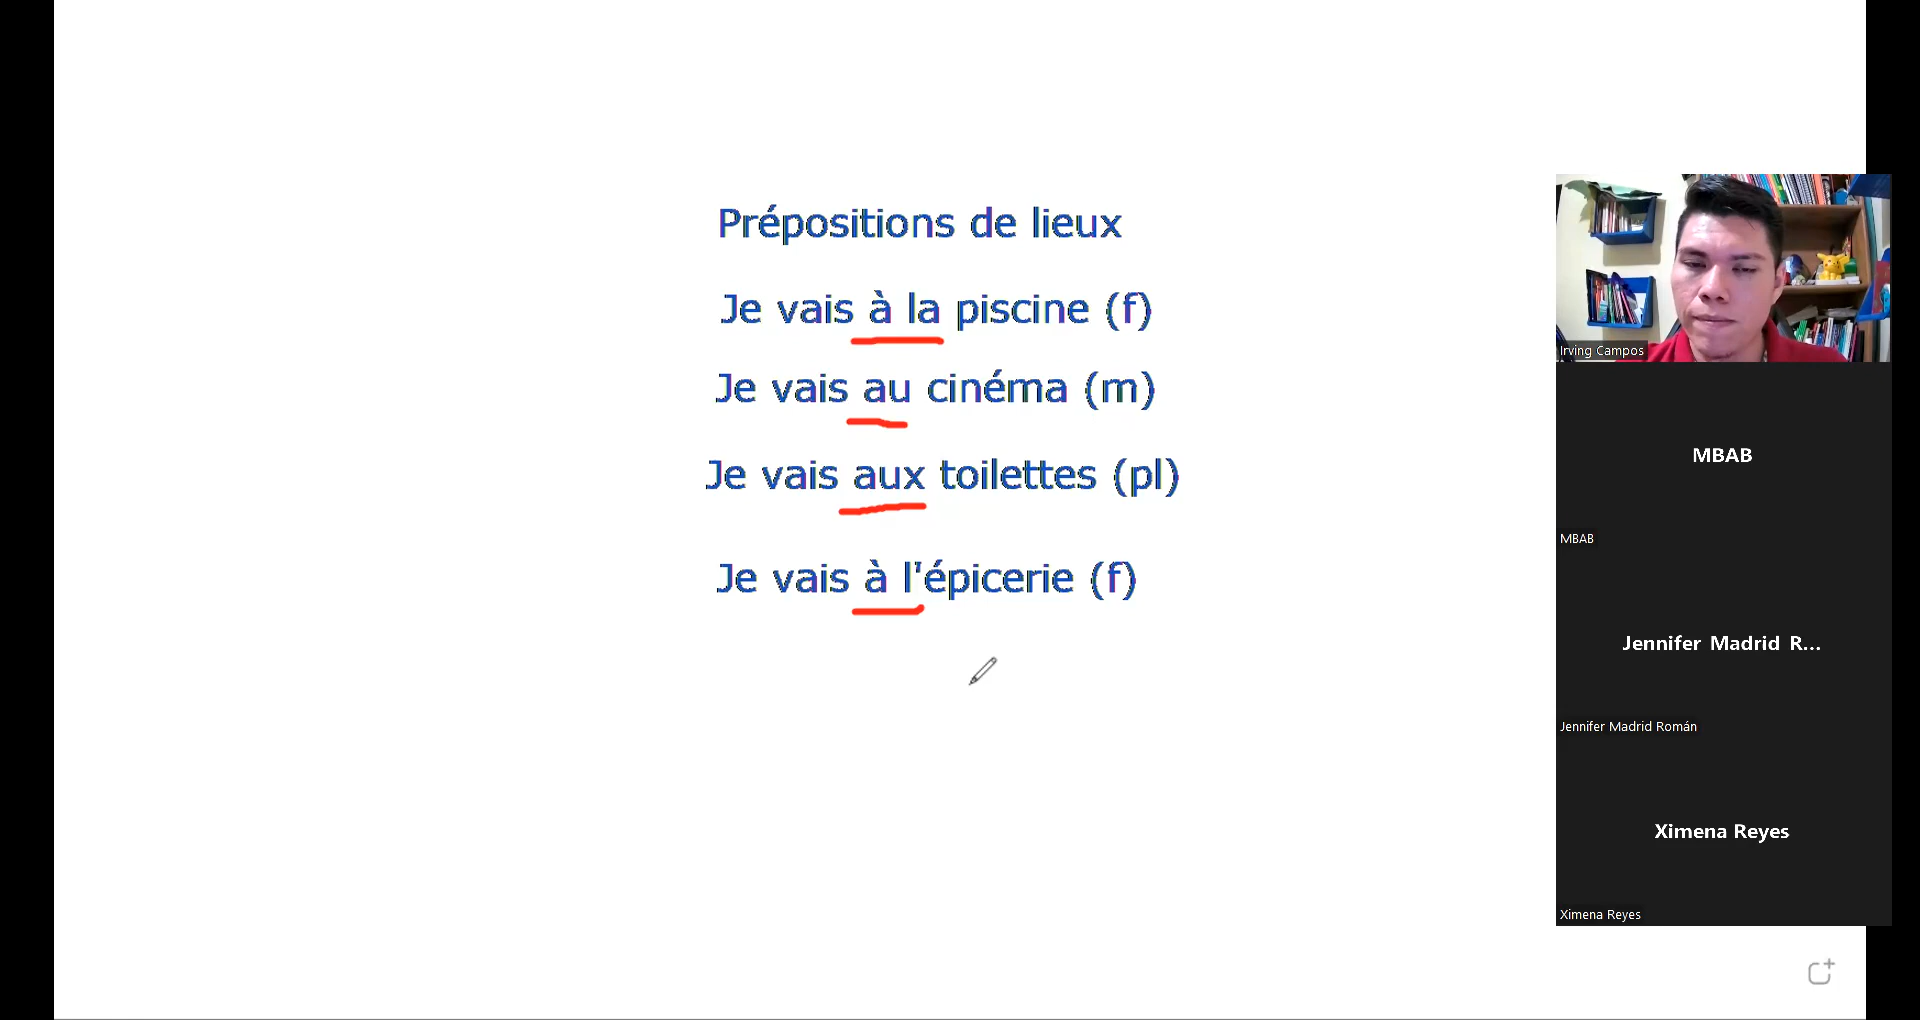 Prépositions de lieux
Je vais à la piscine (f)
Je vais au cinéma (m)
Je vais aux toilettes (pl)
Je vais à l'épicerie (f)
Irving Campos
MBAB
MBAB
Jennifer Madrid R...
Jennifer Madrid Román
Ximena Reyes
Ximena Reyes